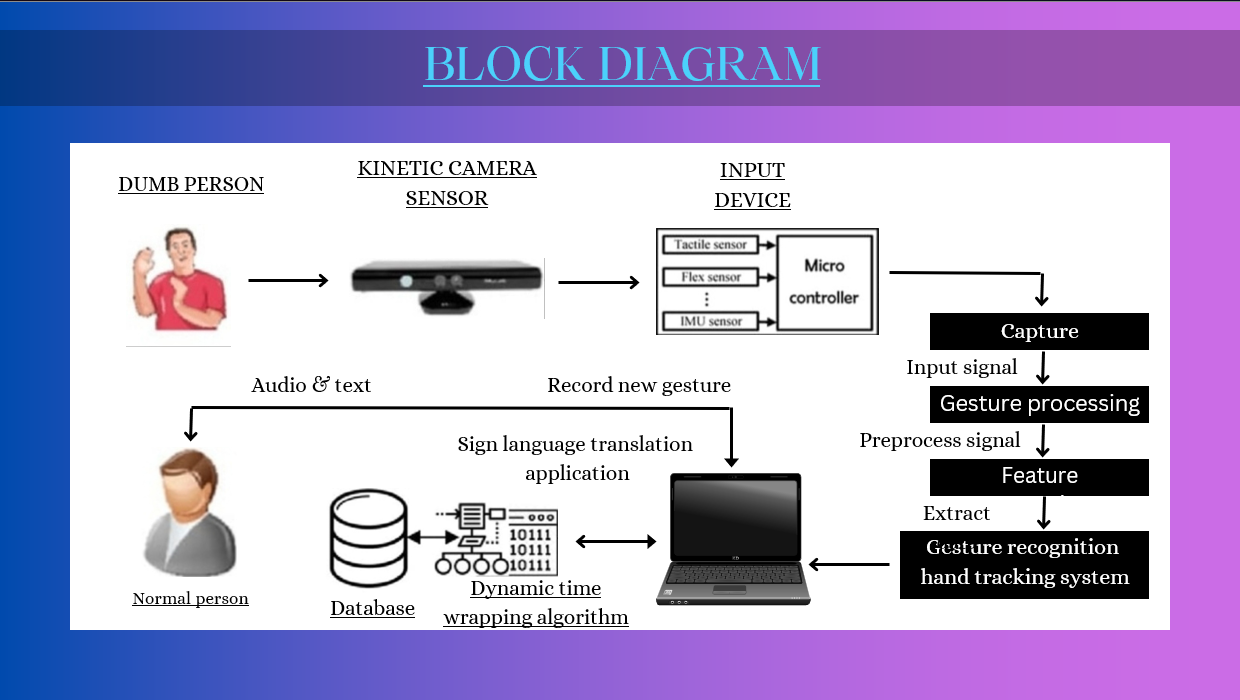 BLOCK DIAGRAM
DUMB PERSON
KINETIC CAMERA
SENSOR
INPUT
DEVICE
Tactile sensor
Flex sensor
IMU sensor
Micro
controller
Capture
Input signal
Gesture processing
Preprocess signal
Feature
Extract
Gesture recognition
hand tracking system
Audio & text
Record new gesture
Sign language translation
application
10111
10111
10111
Normal person
Database
Dynamic time
wrapping algorithm